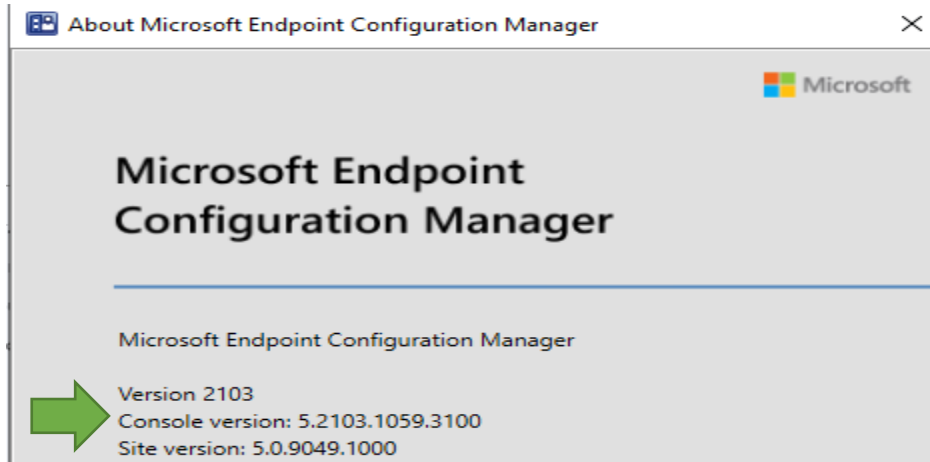 About Microsoft Endpoint Configuration Manager
Microsoft
Microsoft Endpoint
Configuration Manager
Microsoft Endpoint Configuration Manager
Version 2103
Console version: 5.2103.1059.3100
Site version: 5.0.9049.1000